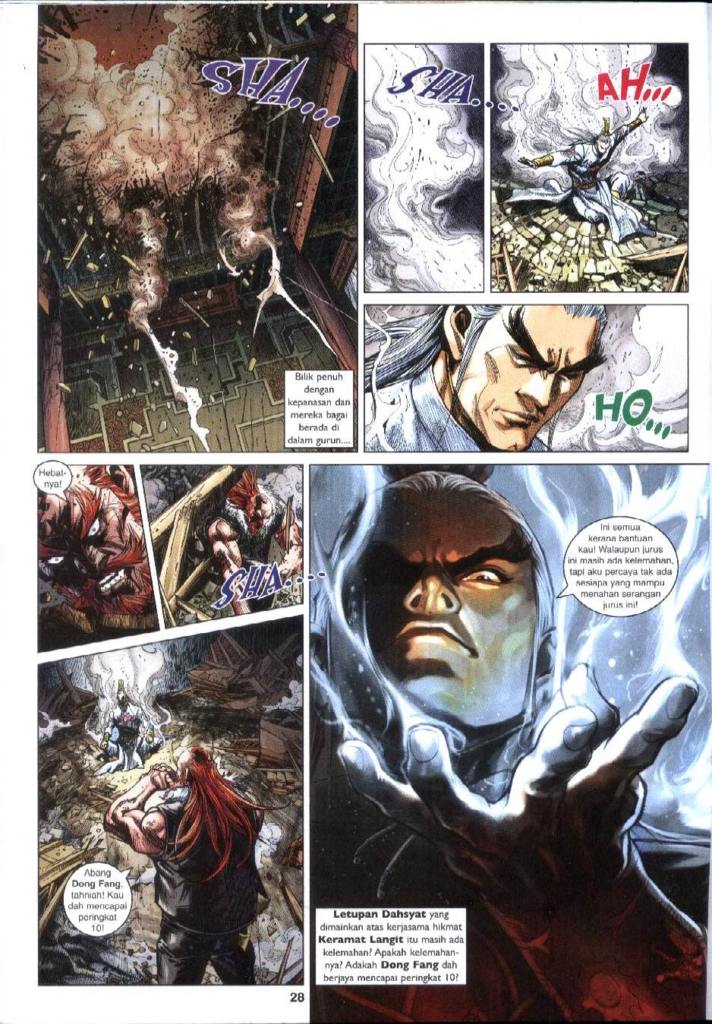 SHA....
SHA....
AH...
Bilik penuh
dengan
kepanasan dan
mereka bagai
berada di
dalam gurun....
HO...
Hebat-
nya!
SHA....
Abang
Dong Fang,
tahniah! Kau
dah mencapai
peringkat
10!
Ini semua
kerana bantuan
kau! Walaupun jurus
ini masih ada kelemahan,
tapi aku percaya tak ada
sesiapa yang mampu
menahan serangan
jurus ini!
Letupan Dahsyat yang
dimainkan atas kerjasama hikmat
Keramat Langit itu masih ada
kelemahan? Apakah kelemahan-
nya? Adakah Dong Fang dah
berjaya mencapai peringkat 10?
28